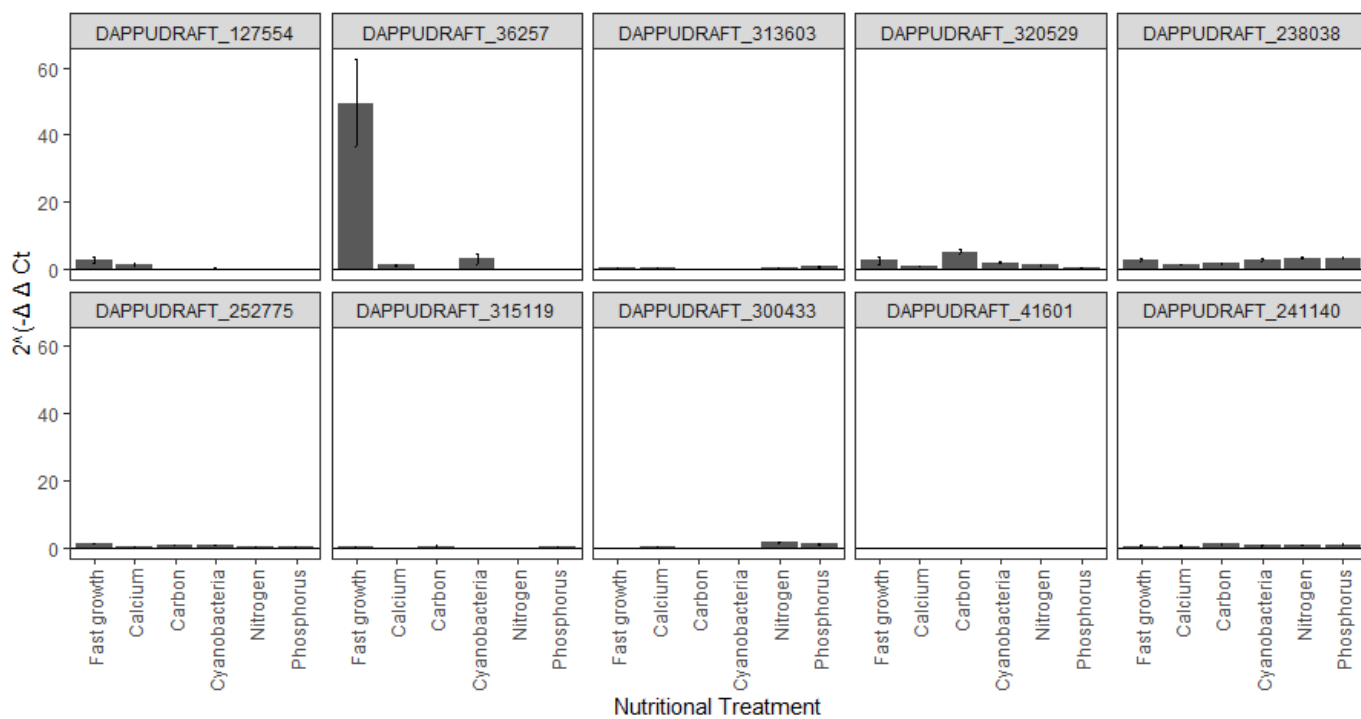 DAPPUDRAFT_127554 DAPPUDRAFT_36257 DAPPUDRAFT_313603 DAPPUDRAFT_320529 DAPPUDRAFT_238038
60
40
20
0
DAPPUDRAFT_252775 DAPPUDRAFT_315119 DAPPUDRAFT_300433 DAPPUDRAFT_41601 DAPPUDRAFT_241140
60
40
20
0
2^(-Δ Δ Ct
Fast growth Calcium Carbon Cyanobacteria Nitrogen Phosphorus Fast growth Calcium Carbon Cyanobacteria Nitrogen Phosphorus Fast growth Calcium Carbon Cyanobacteria Nitrogen Phosphorus Fast growth Calcium Carbon Cyanobacteria Nitrogen Phosphorus Fast growth Calcium Carbon Cyanobacteria Nitrogen Phosphorus
Nutritional Treatment